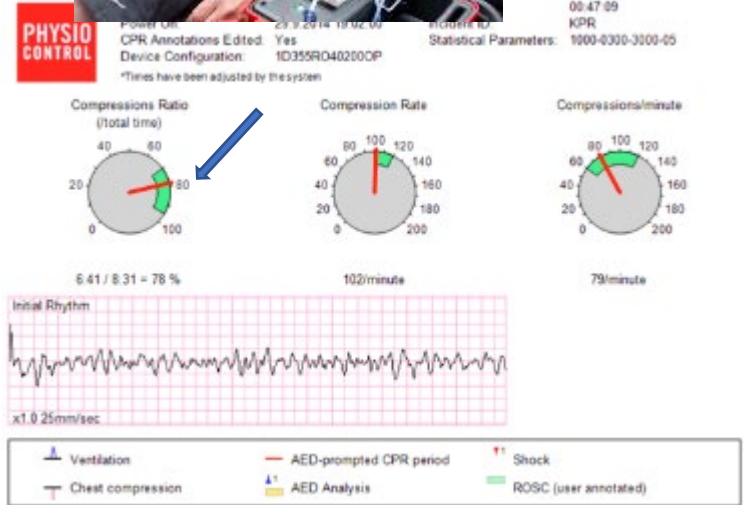 00:47:09
PHYSIO CONTROL
Power On: 29.9.2014 19:02:00 Incident ID: KPR
CPR Annotations Edited: Yes Statistical Parameters: 1000-0300-3000-05
Device Configuration: 1D355RO40200OP
*Times have been adjusted by the system
Compressions Ratio
(/total time)
0 20 40 60 80 100
Compression Rate
0 20 40 60 80 100 120 140 160 180 200
Compressions/minute
0 20 40 60 80 100 120 140 160 180 200
6.41 / 8.31 = 78 %
102/minute
79/minute
Initial Rhythm
x1.0 25mm/sec
Ventilation
AED-prompted CPR period
1 Shock
Chest compression
1 AED Analysis
ROSC (user annotated)